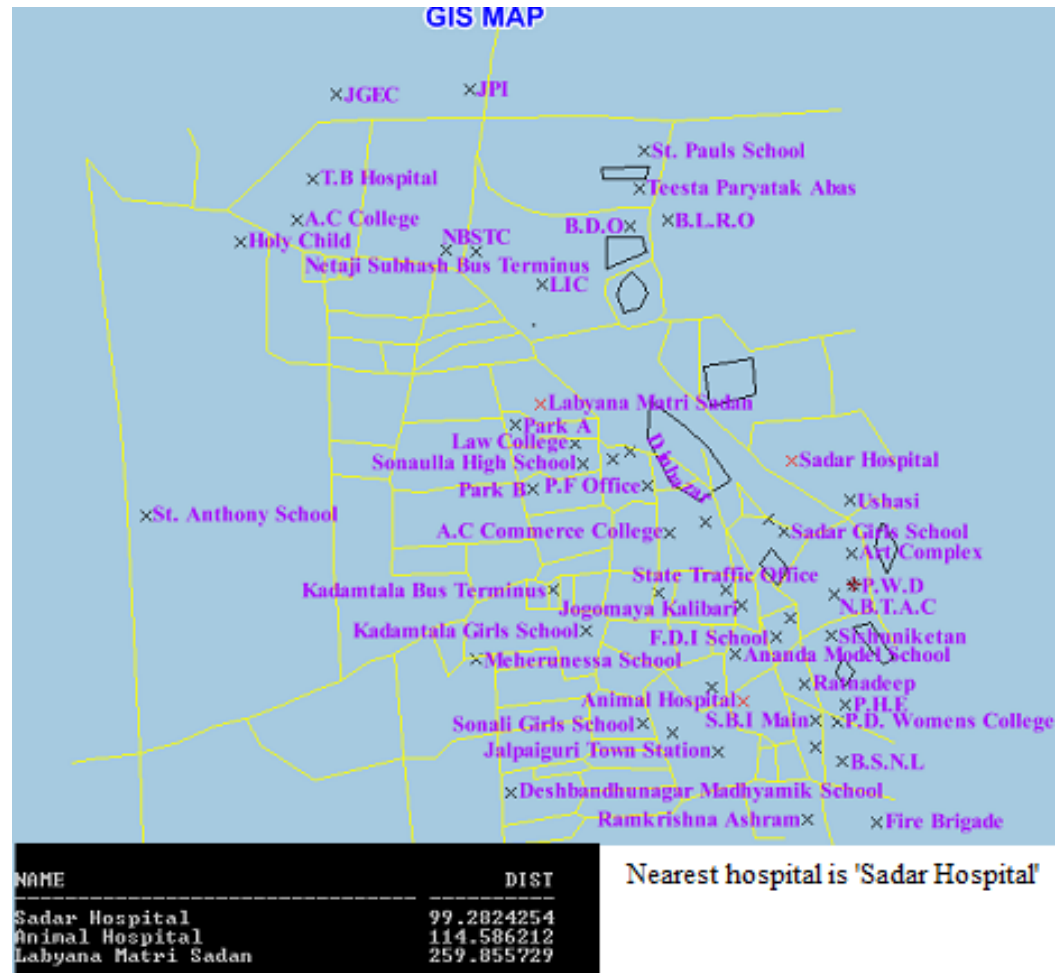 GIS MAP
JGEC
JPI
St. Pauls School
T.B Hospital
Teesta Paryatak Abas
A.C College
B.D.O
B.L.R.O
Holy Child
NBSTC
Netaji Subhash Bus Terminus
LIC
Labyana Matri Sadan
Park A
Law College
Sonaulla High School
Sadar Hospital
Park B
P.F Office
Ushasi
St. Anthony School
A.C Commerce College
Sadar Girls School
Art Complex
State Traffic Office
Kadamtala Bus Terminus
P.W.D
Jogomaya Kalibari
N.B.T.A.C
Kadamtala Girls School
F.D.I School
Sishuniketan
Meherunessa School
Ananda Model School
Ratnadeep
Animal Hospital
P.H.E
Sonali Girls School
S.B.I Main
P.D. Womens College
Jalpaiguri Town Station
B.S.N.L
Deshbandhunagar Madhyamik School
Ramkrishna Ashram
Fire Brigade
NAME DIST
Sadar Hospital 99.2824254
Animal Hospital 114.586212
Labyana Matri Sadan 259.855729
Nearest hospital is 'Sadar Hospital'